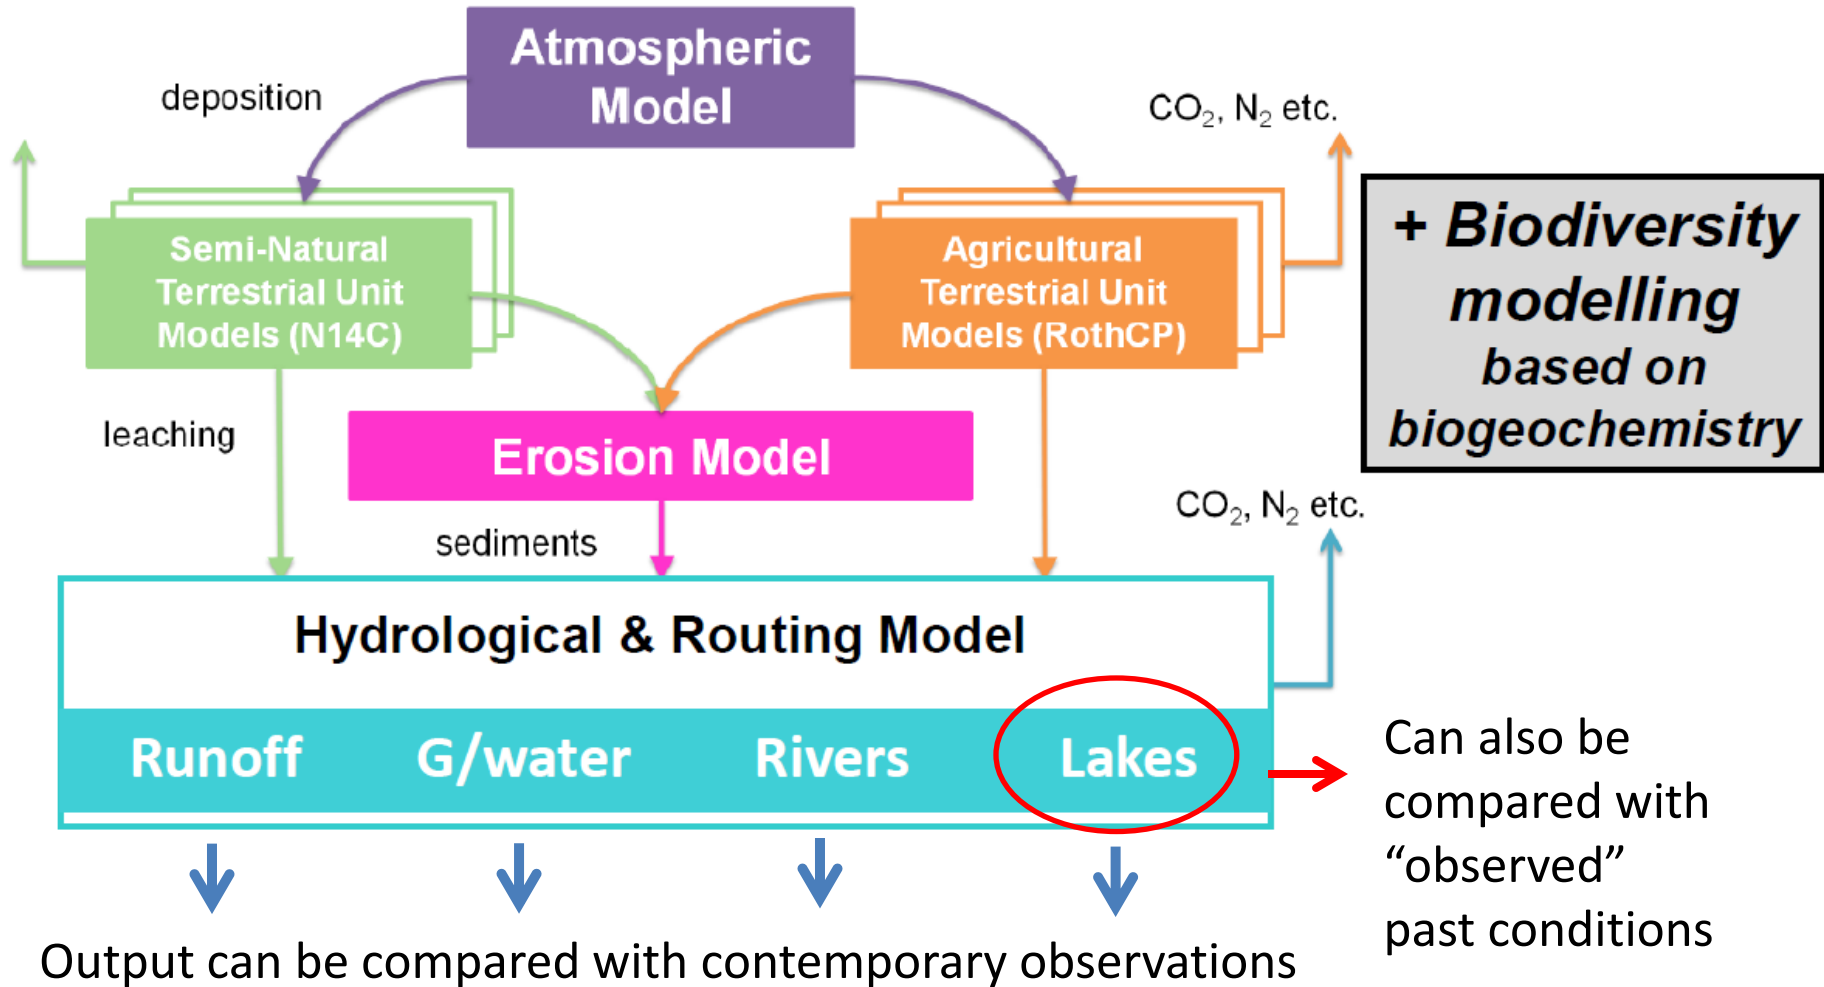 Atmospheric
Model
deposition
CO₂, N₂ etc.
Semi-Natural
Terrestrial Unit
Models (N14C)
Agricultural
Terrestrial Unit
Models (RothCP)
+ Biodiversity
modelling
based on
biogeochemistry
leaching
Erosion Model
sediments
CO₂, N₂ etc.
Hydrological & Routing Model
Runoff
G/water
Rivers
Lakes
Can also be
compared with
“observed”
past conditions
Output can be compared with contemporary observations